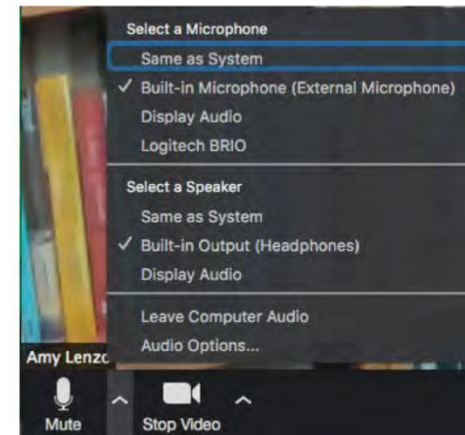 Select a Microphone
Same as System
✓ Built-in Microphone (External Microphone)
Display Audio
Logitech BRIO
Select a Speaker
Same as System
✓ Built-in Output (Headphones)
Display Audio
Leave Computer Audio
Audio Options...
Amy Lenzo
Mute
Stop Video